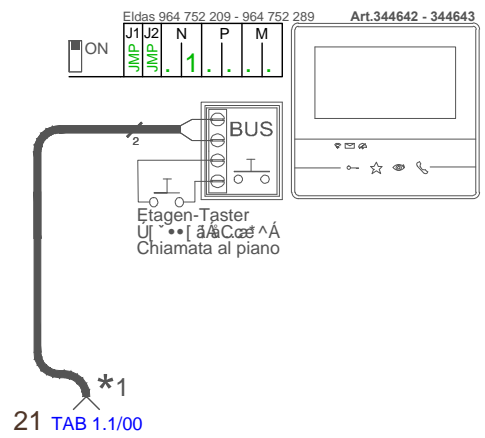 Eldas 964 752 209 - 964 752 289 Art.344642 - 344643
ON
J1 J2 N P M
JMP JMP . 1 . . . .
BUS
2
Etagen-Taster
Chiamata al piano
*1
21 TAB 1.1/00